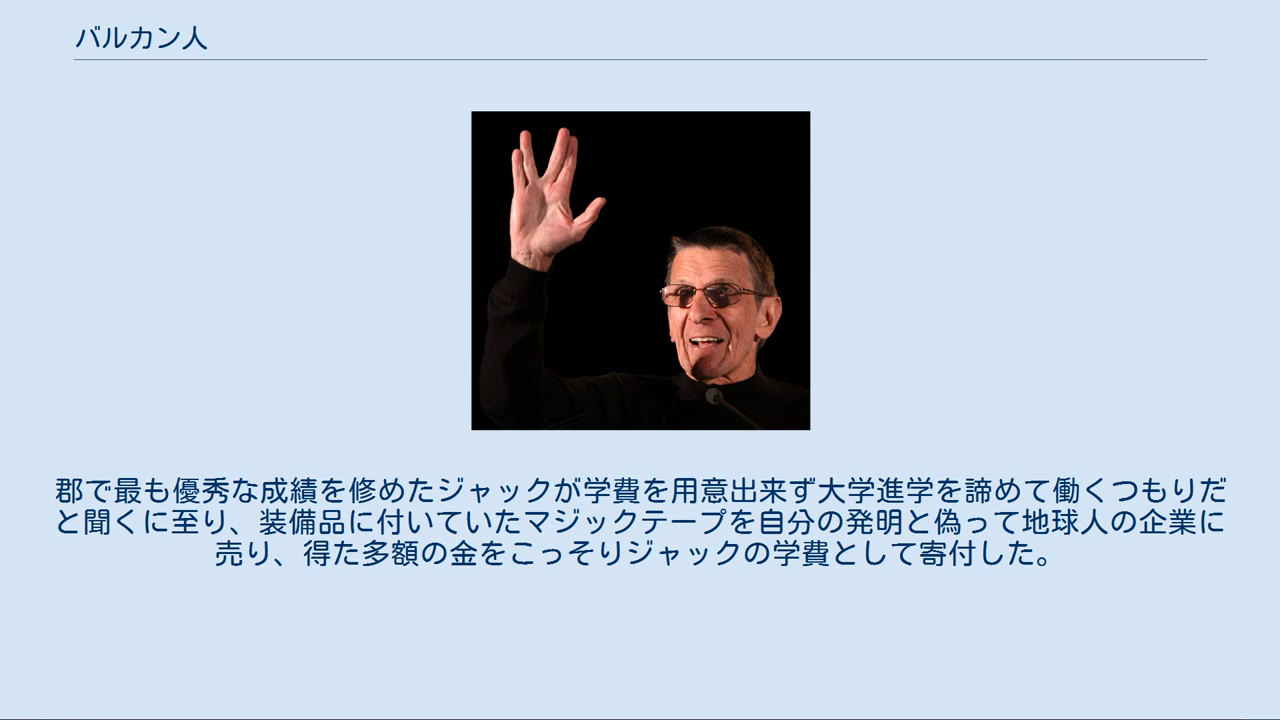 バルカン人
郡で最も優秀な成績を修めたジャックが学費を用意出来ず大学進学を諦めて働くつもりだ
と聞くに至り、装備品に付いていたマジックテープを自分の発明と偽って地球人の企業に
売り、得た多額の金をこっそりジャックの学費として寄付した。